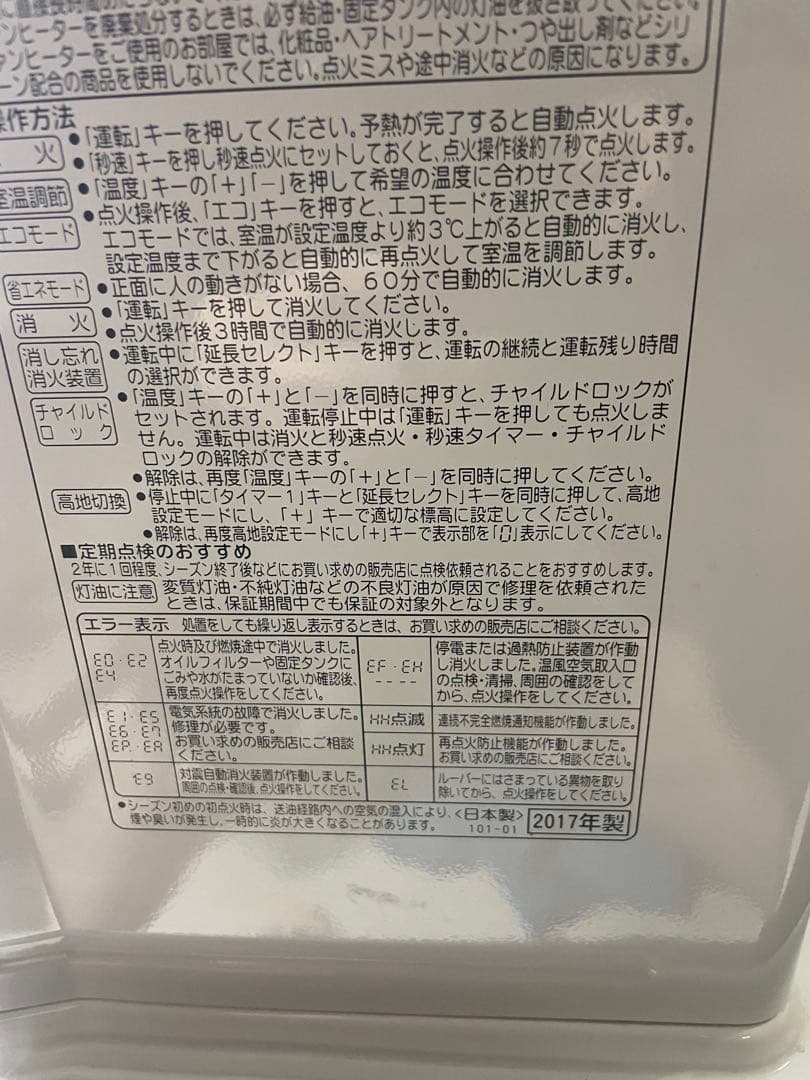 ンヒーターを廃棄処分するときは、必ず給油・固定タンク内の灯油を抜き取ってください。
ァンヒーターをご使用のお部屋では、化粧品・ヘアトリートメント・つや出し剤などシリ
ーン配合の商品を使用しないでください。点火ミスや途中消火などの原因になります。
操作方法
火
●「運転」キーを押してください。予熱が完了すると自動点火します。
●「秒速」キーを押し秒速点火にセットしておくと、点火操作後約7秒で点火します。
室温調節
●「温度」キーの「+」「-」を押して希望の温度に合わせてください。
エコモード
●点火操作後、「エコ」キーを押すと、エコモードを選択できます。
エコモードでは、室温が設定温度より約3℃上がると自動的に消火し、
設定温度まで下がると自動的に再点火して室温を調節します。
省エネモード
●正面に人の動きがない場合、60分で自動的に消火します。
消 火
●「運転」キーを押して消火してください。
消し忘れ
消火装置
●点火操作後3時間で自動的に消火します。
●運転中に「延長セレクト」キーを押すと、運転の継続と運転残り時間
の選択ができます。
チャイルド
ロック
●「温度」キーの「+」と「-」を同時に押すと、チャイルドロックが
セットされます。運転停止中は「運転」キーを押しても点火しま
せん。運転中は消火と秒速点火・秒速タイマー・チャイルド
ロックの解除ができます。
●解除は、再度「温度」キーの「+」と「-」を同時に押してください。
高地切換
●停止中に「タイマー1」キーと「延長セレクト」キーを同時に押して、高地
設定モードにし、「+」キーで適切な標高に設定してください。
●解除は、再度高地設定モードにし「+」キーで表示部を「0」表示にしてください。
■定期点検のおすすめ
2年に1回程度、シーズン終了後などにお買い求めの販売店に点検依頼されることをおすすめします。
灯油に注意
変質灯油・不純灯油などの不良灯油が原因で修理を依頼された
ときは、保証期間中でも保証の対象外となります。
エラー表示 処置をしても繰り返し表示するときは、お買い求めの販売店にご相談ください。
E0・E2
E4
点火時及び燃焼途中で消火しました。
オイルフィルターや固定タンクに
ごみや水がたまっていないか確認後、
再度点火操作をしてください。
EF・EH
----
停電または過熱防止装置が作動
し消火しました。温風空気取入口
の点検・清掃、周囲の確認をして
から、点火操作をしてください。
E1・E5
E6・E7
EP・EA
電気系統の故障で消火しました。
修理が必要です。
お買い求めの販売店にご相談
ください。
HH点滅
連続不完全燃焼通知機能が作動しました。
HH点灯
再点火防止機能が作動しました。
お買い求めの販売店にご相談ください。
E9
対震自動消火装置が作動しました。
周囲の点検・確認後、点火操作をしてください。
EL
ルーバーにはさまっている異物を取り
除いてから、点火操作をしてください。
●シーズン初めの初点火時は、送油経路内への空気の混入により、
煙や臭いが発生し、一時的に炎が大きくなることがあります。
<日本製>
101-01
2017年製